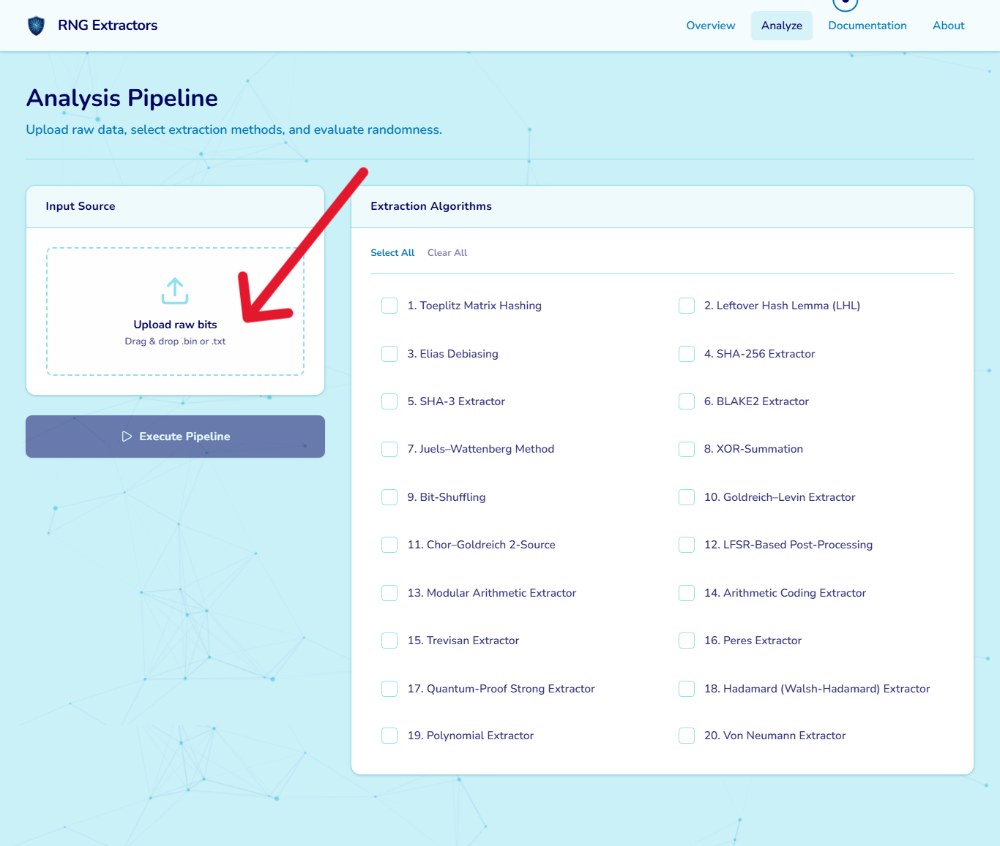 RNG Extractors
Overview
Analyze
Documentation
About
Analysis Pipeline
Upload raw data, select extraction methods, and evaluate randomness.
Input Source
Upload raw bits
Drag & drop .bin or .txt
Execute Pipeline
Extraction Algorithms
Select All
Clear All
1. Toeplitz Matrix Hashing
2. Leftover Hash Lemma (LHL)
3. Elias Debiasing
4. SHA-256 Extractor
5. SHA-3 Extractor
6. BLAKE2 Extractor
7. Juels–Wattenberg Method
8. XOR-Summation
9. Bit-Shuffling
10. Goldreich–Levin Extractor
11. Chor–Goldreich 2-Source
12. LFSR-Based Post-Processing
13. Modular Arithmetic Extractor
14. Arithmetic Coding Extractor
15. Trevisan Extractor
16. Peres Extractor
17. Quantum-Proof Strong Extractor
18. Hadamard (Walsh-Hadamard) Extractor
19. Polynomial Extractor
20. Von Neumann Extractor